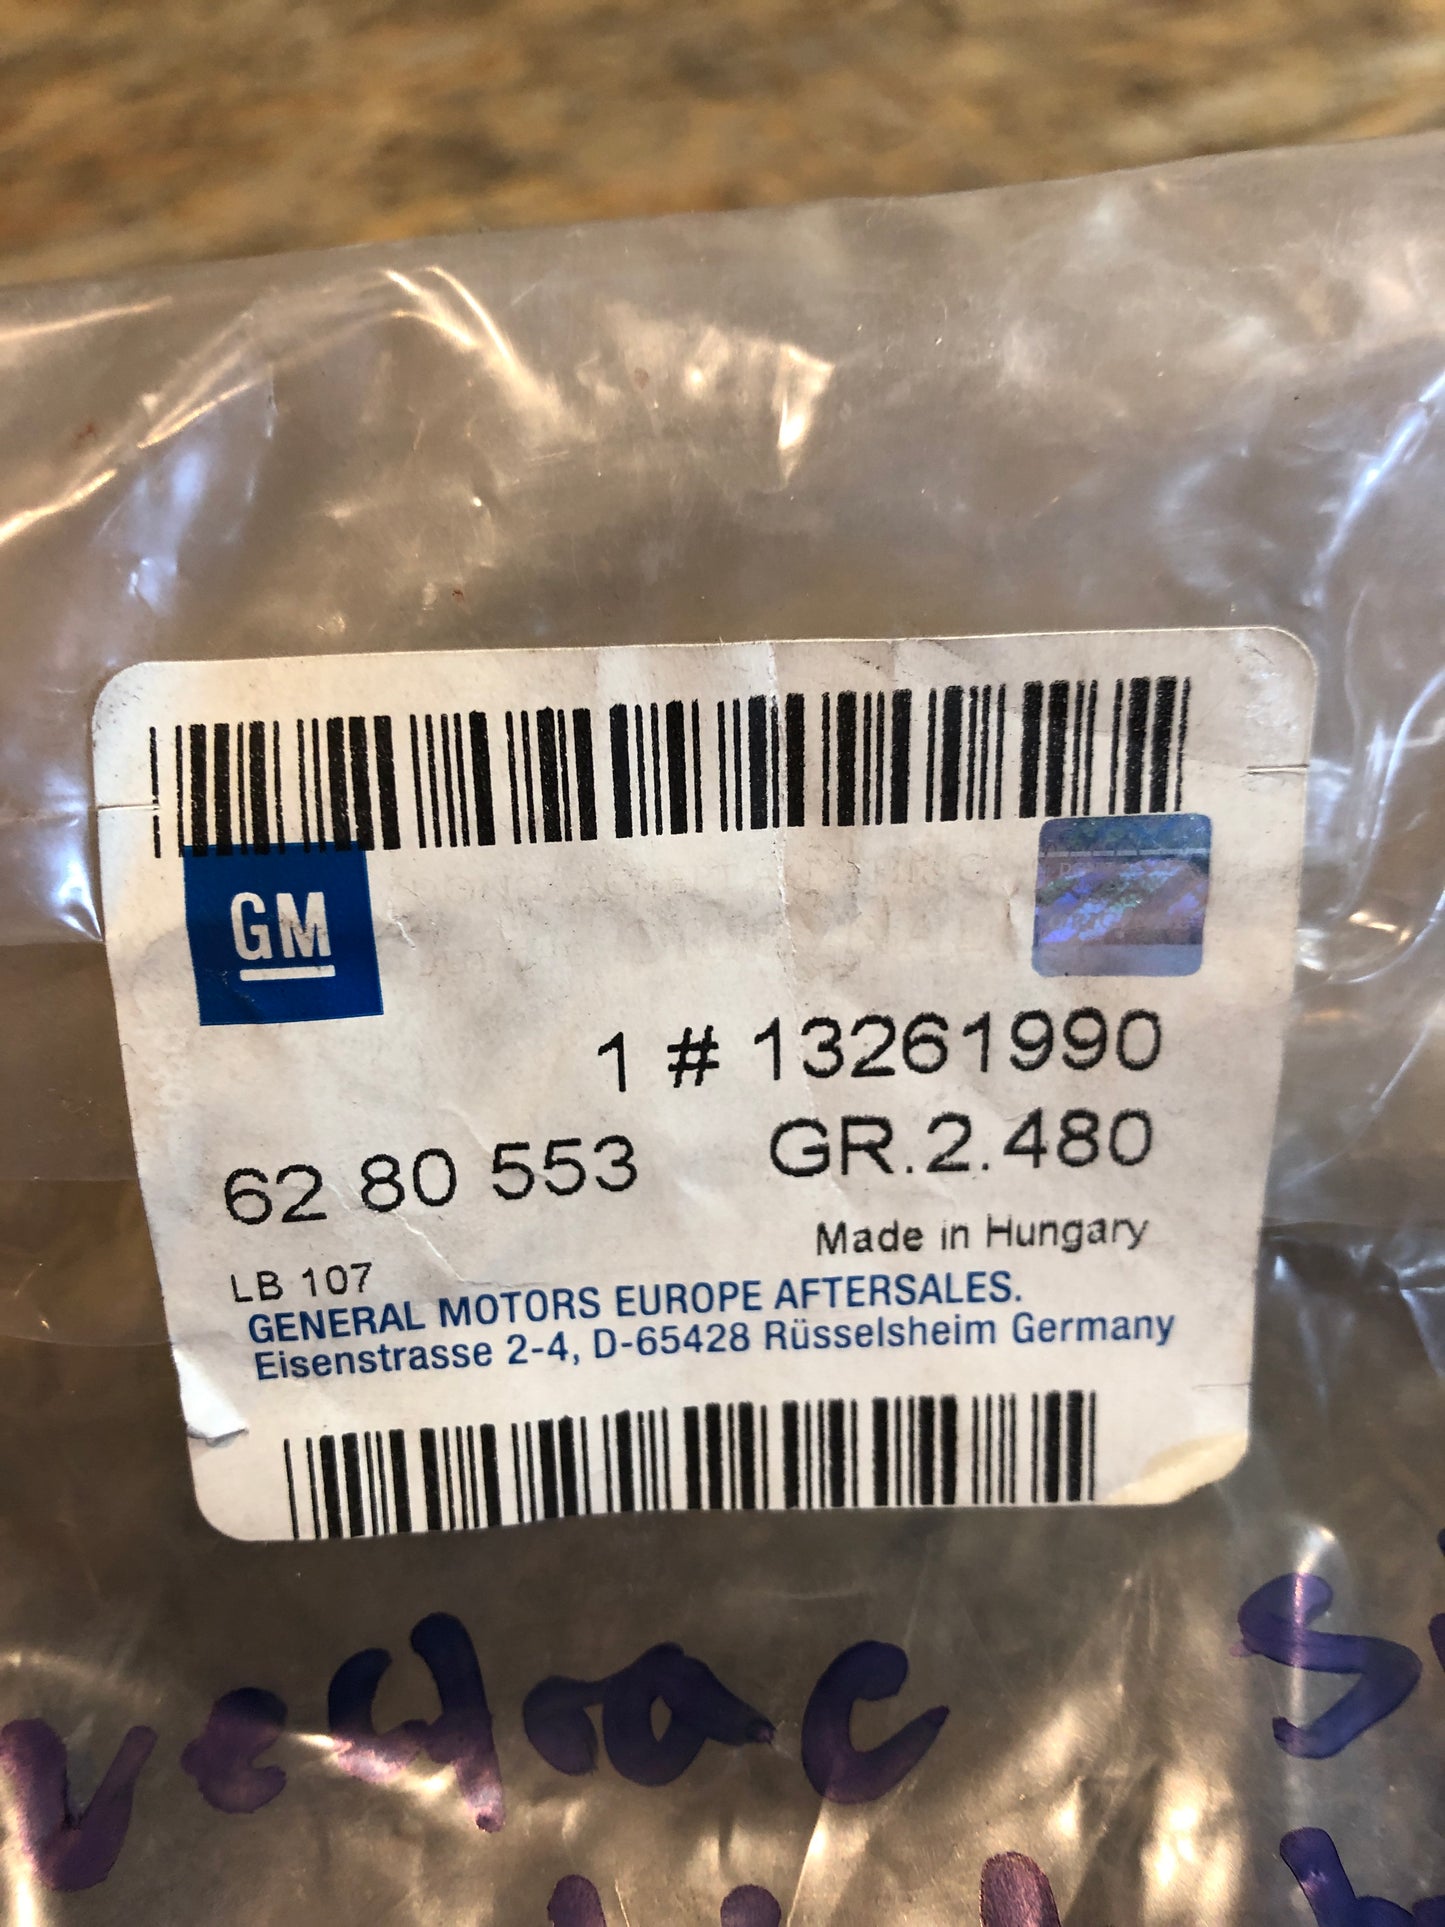 GM
1 # 13261990
62 80 553 GR.2.480
Made in Hungary
LB 107
GENERAL MOTORS EUROPE AFTERSALES.
Eisenstrasse 2-4, D-65428 Rüsselsheim Germany